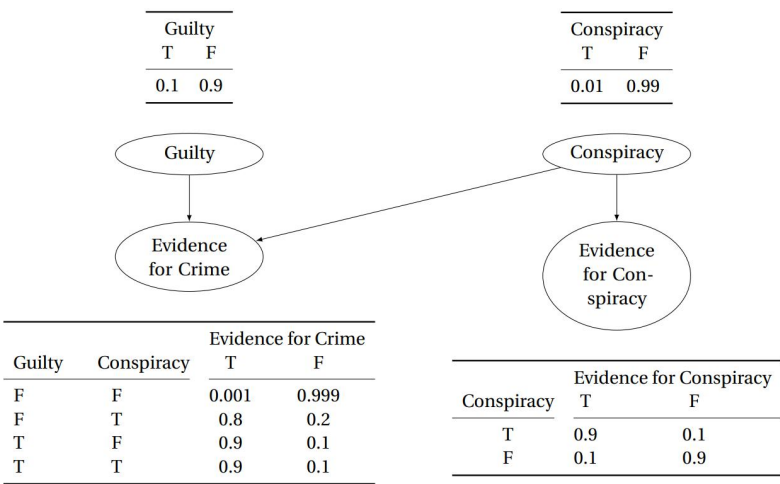 Guilty
T F
0.1 0.9
Conspiracy
T F
0.01 0.99
Guilty
Conspiracy
Evidence
for Crime
Evidence
for Con-
spiracy
Evidence for Crime
Guilty Conspiracy T F
F F 0.001 0.999
F T 0.8 0.2
T F 0.9 0.1
T T 0.9 0.1
Evidence for Conspiracy
Conspiracy T F
T 0.9 0.1
F 0.1 0.9